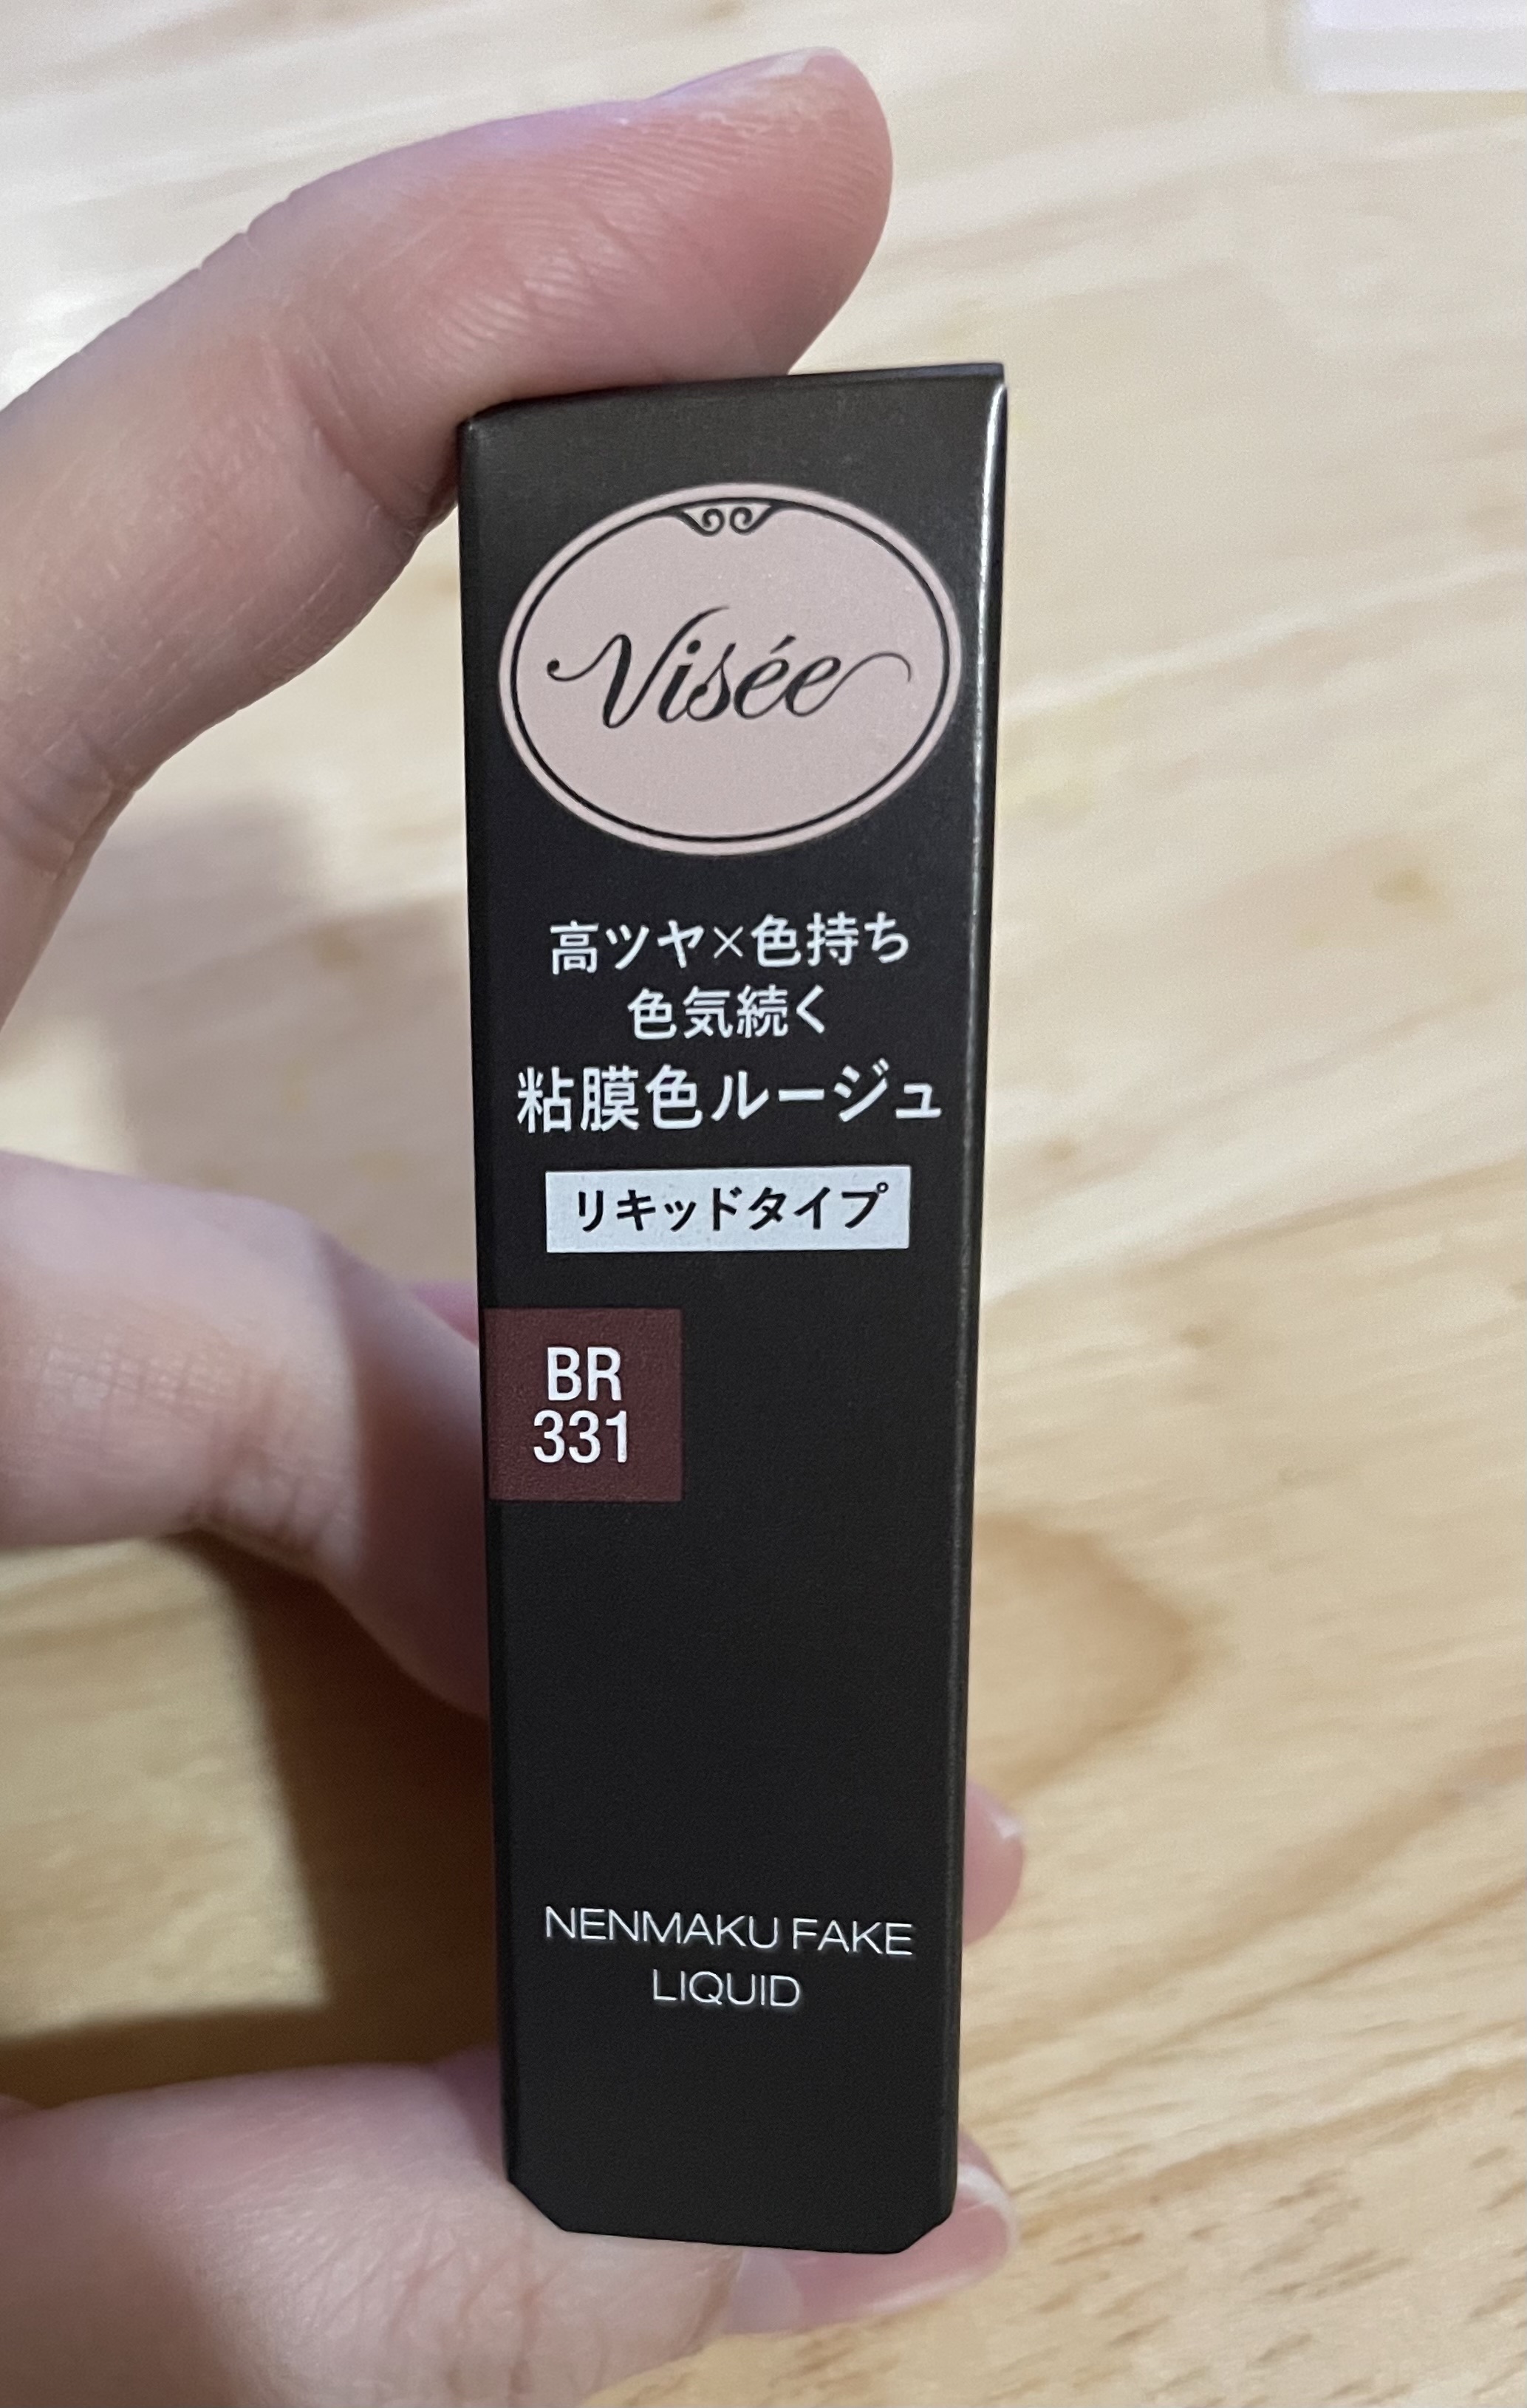 Visée
高ツヤ×色持ち
色気続く
粘膜色ルージュ
リキッドタイプ
BR
331
NENMAKU FAKE
LIQUID